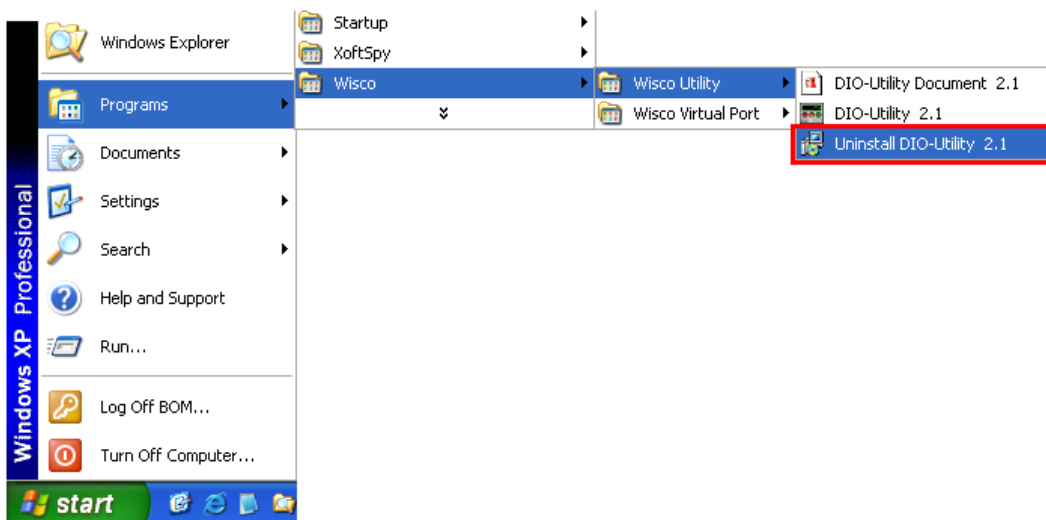 Windows Explorer
Programs
Documents
Settings
Search
Help and Support
Run...
Log Off BOM...
Turn Off Computer...
Windows XP Professional
start
Startup
XoftSpy
Wisco
Wisco Utility
Wisco Virtual Port
DIO-Utility Document 2.1
DIO-Utility 2.1
Uninstall DIO-Utility 2.1